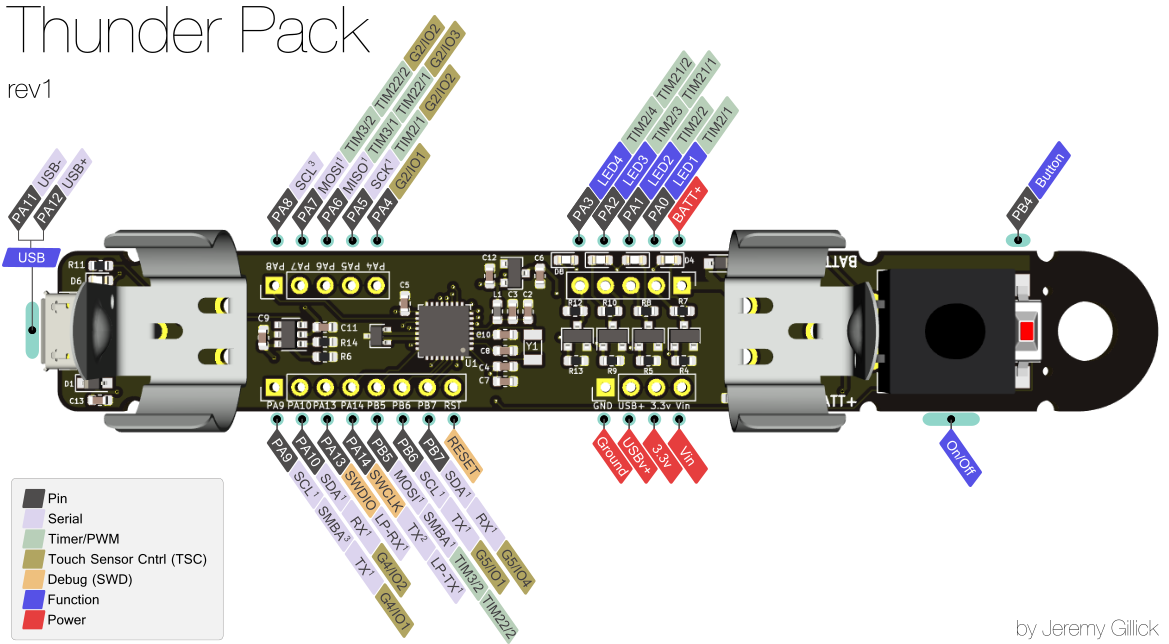 Thunder Pack
rev1
PA11 USB-
PA12 USB+
USB
PA8 SCL³
PA7 MOSI¹ TIM3/2 TIM22/2 G2/IO2
PA6 MISO¹ TIM3/1 TIM22/1 G2/IO3
PA5 SCK¹ TIM2/1 G2/IO2
PA4 G2/IO1
PA3 LED4 TIM2/4 TIM21/2
PA2 LED3 TIM2/3 TIM21/1
PA1 LED2 TIM2/2
PA0 LED1 TIM2/1
BATT+
PB4 Button
R11
D6
PA8 PA7 PA6 PA5 PA4
C12
C6
D8
D4
BATT
C5
L1 C3 C2
R12 R10 R8 R7
C9
C11
R14
R6
U1
C10
C8
C4
C7
Y1
R13 R9 R5 R4
D1
C13
PA9 PA10 PA13 PA14 PB5 PB6 PB7 RST
GND USB+ 3.3v Vin
ATT+
PA9 SCL¹ SMBA³ TX¹ G4/IO1
PA10 SDA¹ RX¹ G4/IO2
PA13 SWDIO LP-RX¹
PA14 SWCLK TX² LP-TX¹
PB5 MOSI¹ SMBA¹ TIM3/2 TIM22/2
PB6 SCL¹ TX¹ G5/IO1
PB7 SDA¹ RX¹ G5/IO4
RESET
Ground
USBv+
3.3v
Vin
On/Off
Pin
Serial
Timer/PWM
Touch Sensor Cntrl (TSC)
Debug (SWD)
Function
Power
by Jeremy Gillick